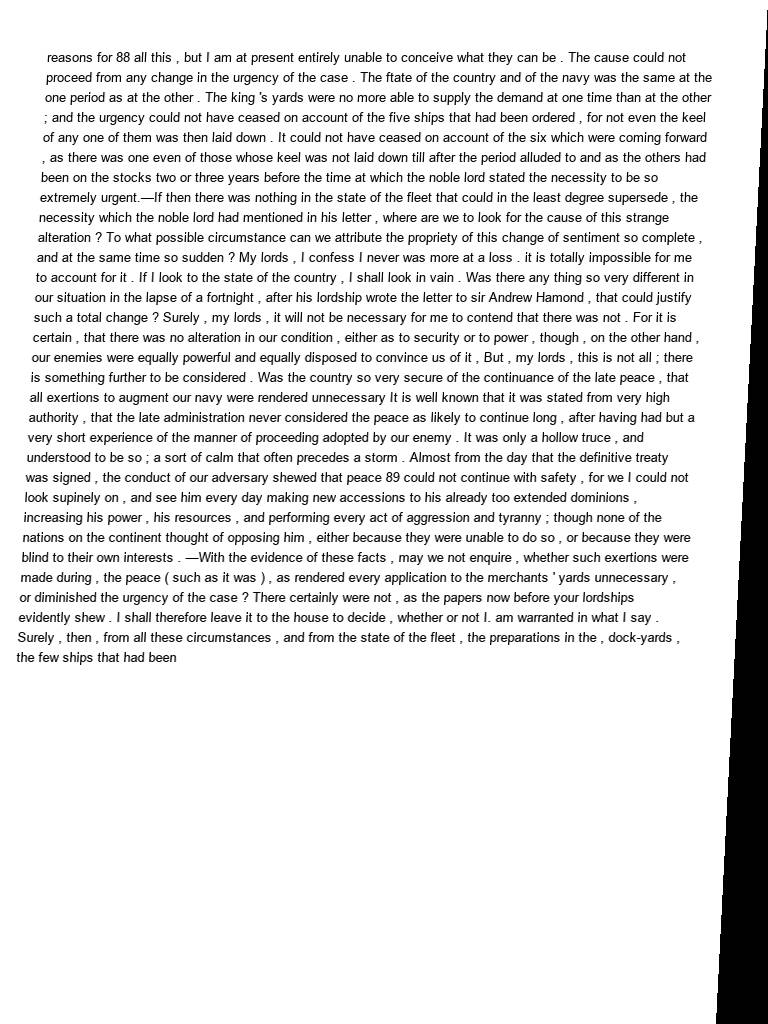 reasons for 88 all this , but I am at present entirely unable to conceive what they can be . The cause could not
proceed from any change in the urgency of the case . The ftate of the country and of the navy was the same at the
one period as at the other . The king 's yards were no more able to supply the demand at one time than at the other
; and the urgency could not have ceased on account of the five ships that had been ordered , for not even the keel
of any one of them was then laid down . It could not have ceased on account of the six which were coming forward
, as there was one even of those whose keel was not laid down till after the period alluded to and as the others had
been on the stocks two or three years before the time at which the noble lord stated the necessity to be so
extremely urgent.—If then there was nothing in the state of the fleet that could in the least degree supersede , the
necessity which the noble lord had mentioned in his letter , where are we to look for the cause of this strange
alteration ? To what possible circumstance can we attribute the propriety of this change of sentiment so complete ,
and at the same time so sudden ? My lords , I confess I never was more at a loss . it is totally impossible for me
to account for it . If I look to the state of the country , I shall look in vain . Was there any thing so very different in
our situation in the lapse of a fortnight , after his lordship wrote the letter to sir Andrew Hamond , that could justify
such a total change ? Surely , my lords , it will not be necessary for me to contend that there was not . For it is
certain , that there was no alteration in our condition , either as to security or to power , though , on the other hand ,
our enemies were equally powerful and equally disposed to convince us of it , But , my lords , this is not all ; there
is something further to be considered . Was the country so very secure of the continuance of the late peace , that
all exertions to augment our navy were rendered unnecessary It is well known that it was stated from very high
authority , that the late administration never considered the peace as likely to continue long , after having had but a
very short experience of the manner of proceeding adopted by our enemy . It was only a hollow truce , and
understood to be so ; a sort of calm that often precedes a storm . Almost from the day that the definitive treaty
was signed , the conduct of our adversary shewed that peace 89 could not continue with safety , for we I could not
look supinely on , and see him every day making new accessions to his already too extended dominions ,
increasing his power , his resources , and performing every act of aggression and tyranny ; though none of the
nations on the continent thought of opposing him , either because they were unable to do so , or because they were
blind to their own interests . —With the evidence of these facts , may we not enquire , whether such exertions were
made during , the peace ( such as it was ) , as rendered every application to the merchants ' yards unnecessary ,
or diminished the urgency of the case ? There certainly were not , as the papers now before your lordships
evidently shew . I shall therefore leave it to the house to decide , whether or not I. am warranted in what I say .
Surely , then , from all these circumstances , and from the state of the fleet , the preparations in the , dock-yards ,
the few ships that had been